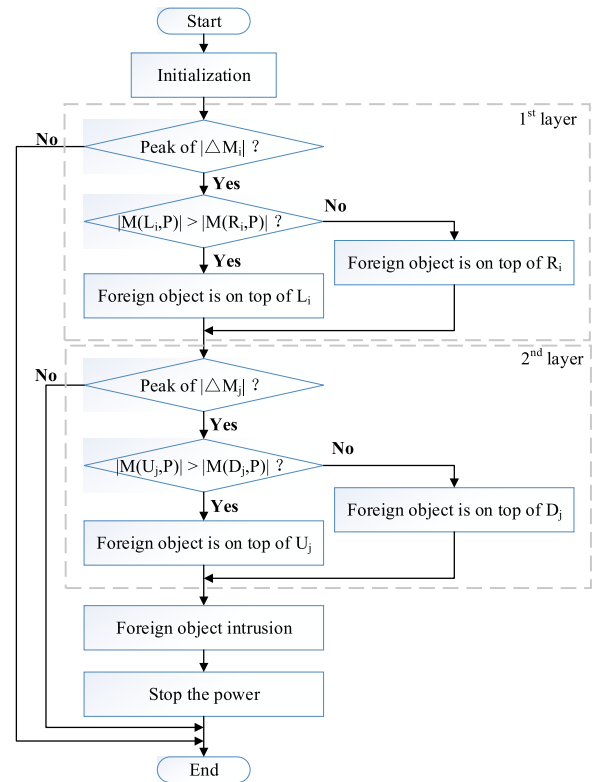 Start
Initialization
1st layer
No
Peak of |△Mi| ?
Yes
|M(Li,P)| > |M(Ri,P)| ?
No
Yes
Foreign object is on top of Ri
Foreign object is on top of Li
2nd layer
No
Peak of |△Mj| ?
Yes
|M(Uj,P)| > |M(Dj,P)| ?
No
Yes
Foreign object is on top of Dj
Foreign object is on top of Uj
Foreign object intrusion
Stop the power
End